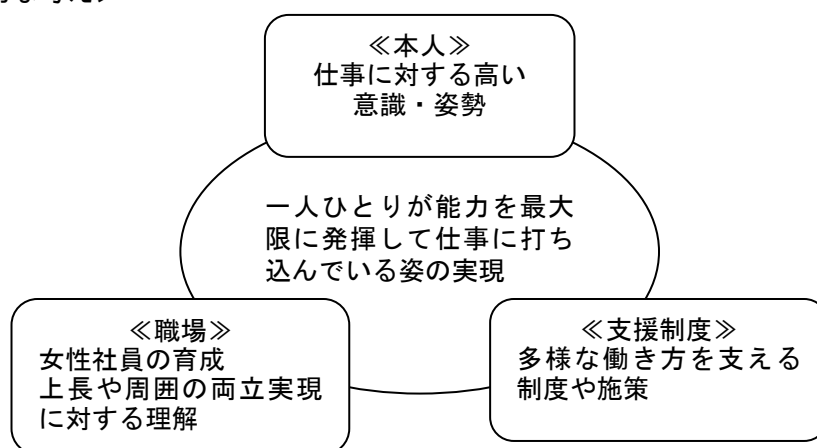 ≪本人≫
仕事に対する高い
意識・姿勢
一人ひとりが能力を最大
限に発揮して仕事に打ち
込んでいる姿の実現
≪職場≫
女性社員の育成
上長や周囲の両立実現
に対する理解
≪支援制度≫
多様な働き方を支える
制度や施策